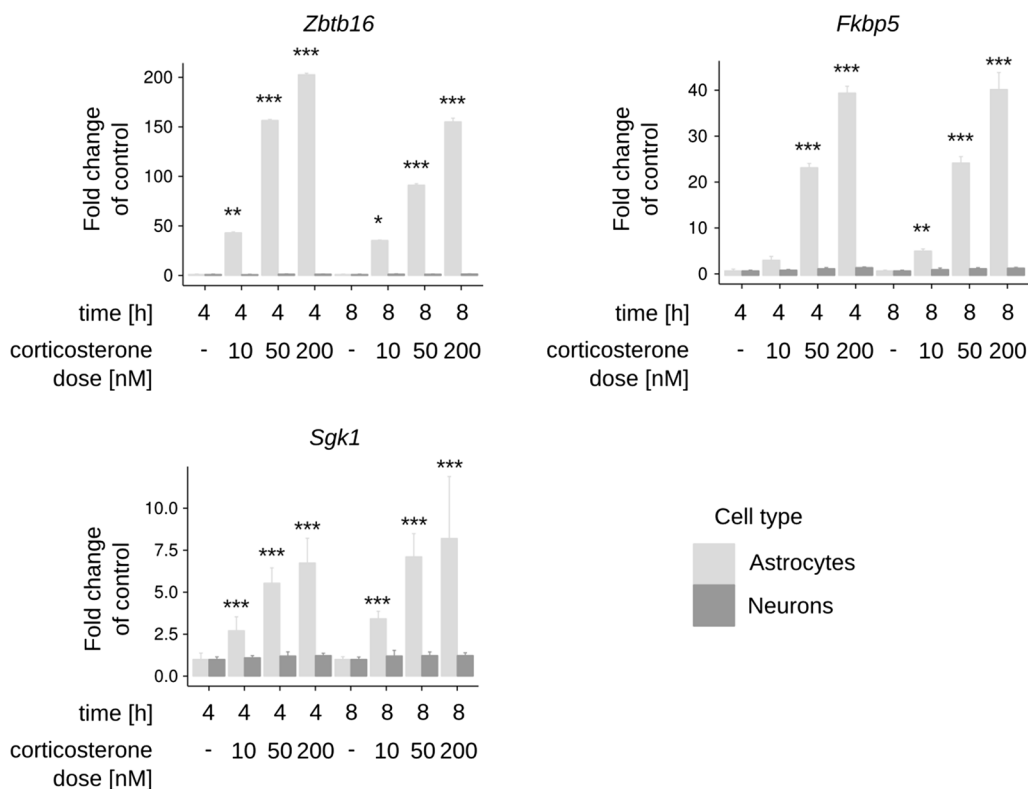 Zbtb16
***
***
***
***
**
*
Fold change
of control
200
150
100
50
0
time [h] 4 4 4 4 8 8 8 8
corticosterone - 10 50 200 - 10 50 200
dose [nM]
Fkbp5
***
***
***
***
**
Fold change
of control
40
30
20
10
0
time [h] 4 4 4 4 8 8 8 8
corticosterone - 10 50 200 - 10 50 200
dose [nM]
Sgk1
***
***
***
***
***
***
Fold change
of control
10.0
7.5
5.0
2.5
0.0
time [h] 4 4 4 4 8 8 8 8
corticosterone - 10 50 200 - 10 50 200
dose [nM]
Cell type
Astrocytes
Neurons